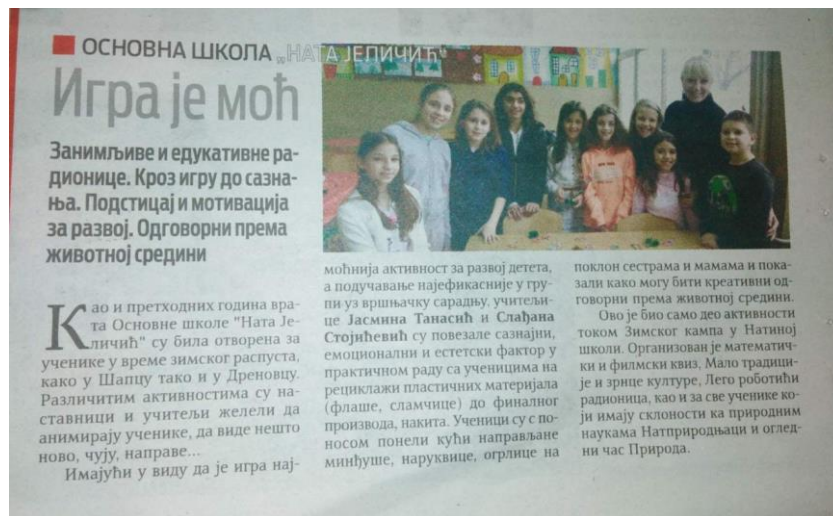 ОСНОВНА ШКОЛА „НАТА ЈЕЛИЧИЋ“
Игра је моћ
Занимљиве и едукативне ра-
дионице. Кроз игру до сазна-
ња. Подстицај и мотивација
за развој. Одговорни према
животној средини
Као и претходних година вра-
та Основне школе "Ната Је-
личић" су била отворена за
ученике у време зимског распуста,
како у Шапцу тако и у Дреновцу.
Различитим активностима су на-
ставници и учитељи желели да
анимирају ученике, да виде нешто
ново, чују, направе...
Имајући у виду да је игра нај-
моћнија активност за развој детета,
а подучавање најефикасније у гру-
пи уз вршњачку сарадњу, учитељи-
це Јасмина Танасић и Слађана
Стојићевић су повезале сазнајни,
емоционални и естетски фактор у
практичном раду са ученицима на
рециклажи пластичних материјала
(флаше, сламчице) до финалног
производа, накита. Ученици су с по-
носом понели кући направљане
минђуше, наруквице, огрлице на
поклон сестрама и мамама и пока-
зали како могу бити креативни од-
говорни према животној средини.
Ово је био само део активности
током Зимског кампа у Натиној
школи. Организован је математич-
ки и филмски квиз, Мало традици-
је и зрнце културе, Лего роботићи
радионица, као и за све ученике ко-
ји имају склоности ка природним
наукама Натприродњаци и оглед-
ни час Природа.